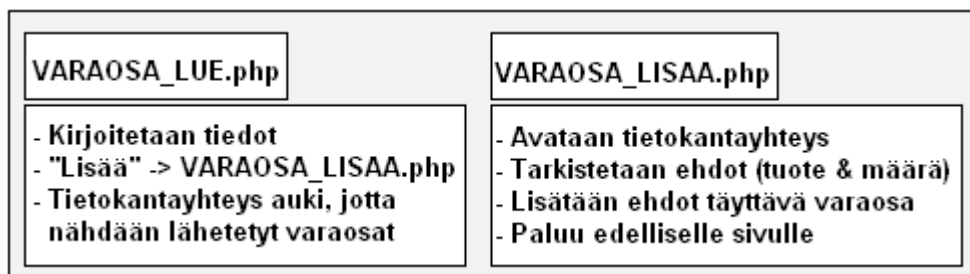 VARAOSA_LUE.php
- Kirjoitetaan tiedot
- "Lisää" -> VARAOSA_LISAA.php
- Tietokantayhteys auki, jotta
nähdään lähetetyt varaosat
VARAOSA_LISAA.php
- Avataan tietokantayhteys
- Tarkistetaan ehdot (tuote & määrä)
- Lisätään ehdot täyttävä varaosa
- Paluu edelliselle sivulle